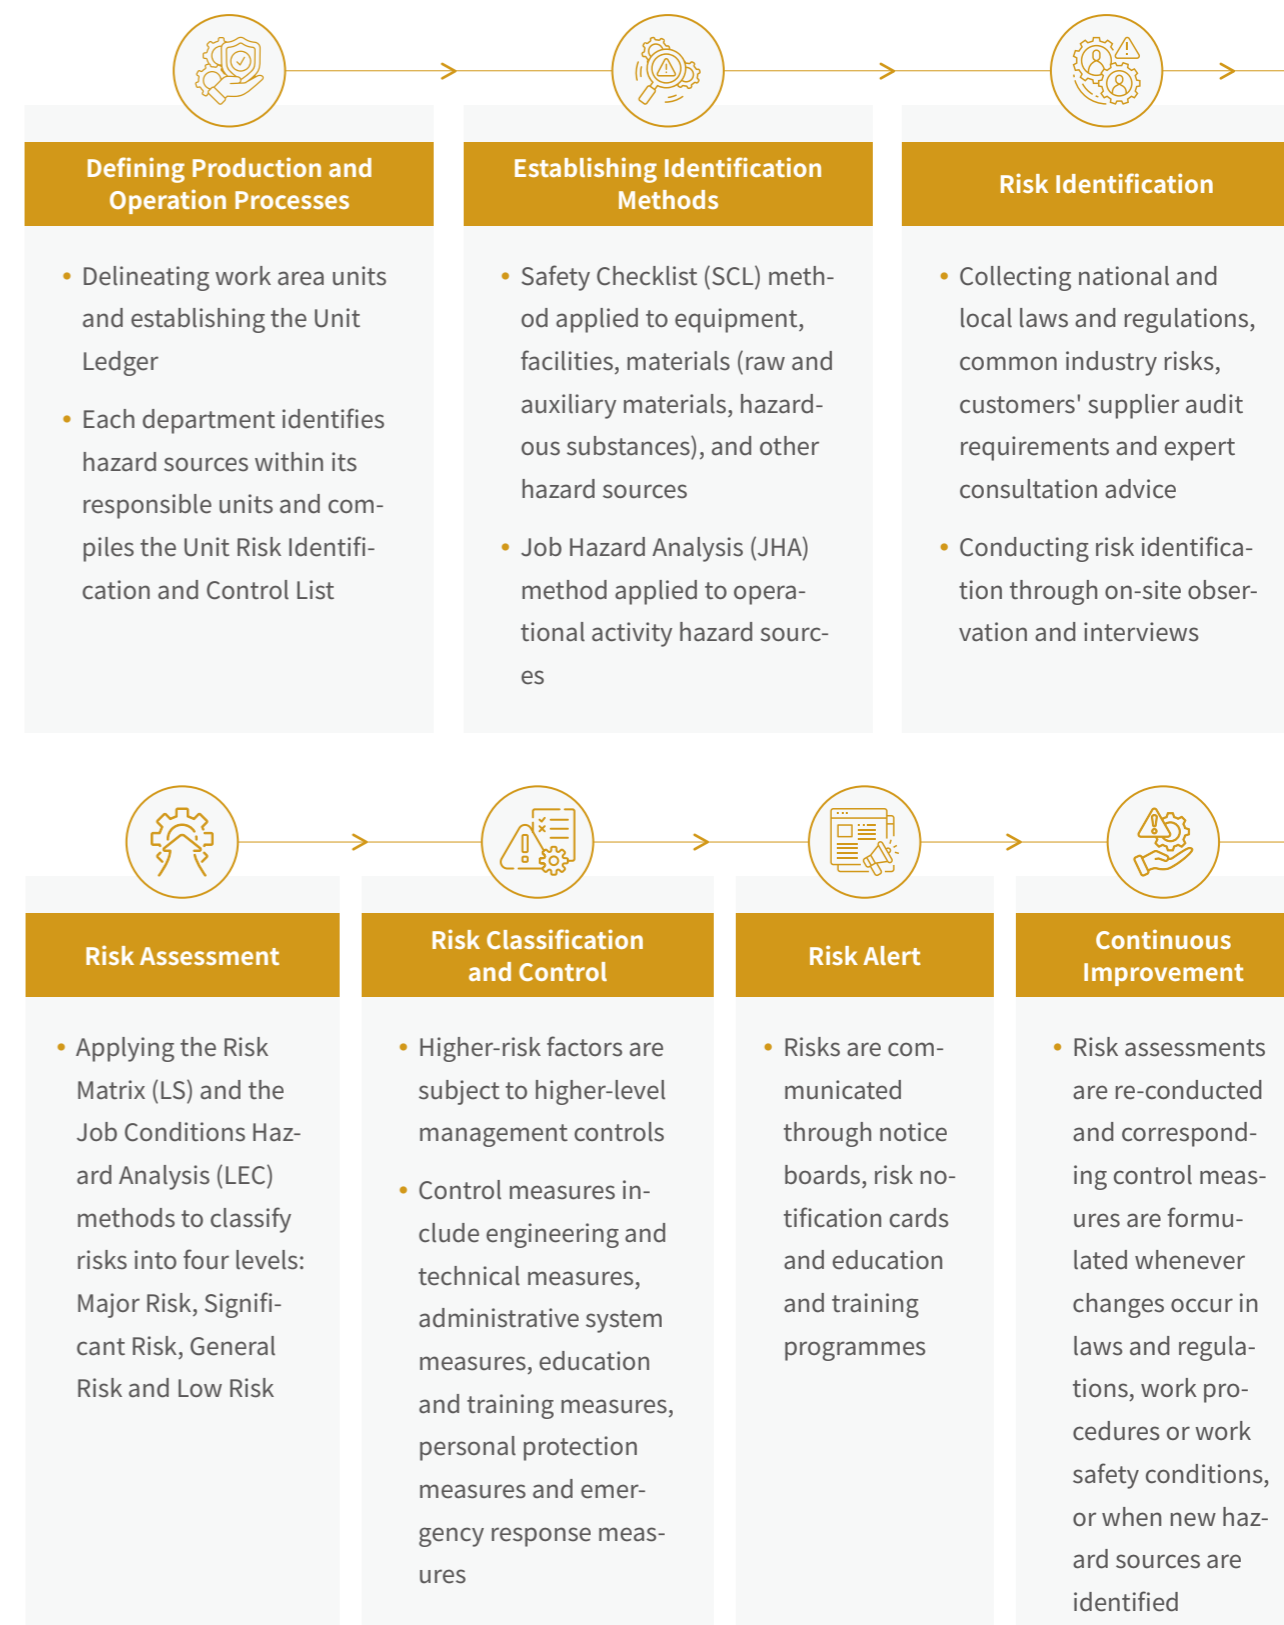 Defining Production and
Operation Processes
• Delineating work area units
and establishing the Unit
Ledger
• Each department identifies
hazard sources within its
responsible units and com-
piles the Unit Risk Identifi-
cation and Control List
Establishing Identification
Methods
• Safety Checklist (SCL) meth-
od applied to equipment,
facilities, materials (raw and
auxiliary materials, hazard-
ous substances), and other
hazard sources
• Job Hazard Analysis (JHA)
method applied to opera-
tional activity hazard sourc-
es
Risk Identification
• Collecting national and
local laws and regulations,
common industry risks,
customers' supplier audit
requirements and expert
consultation advice
• Conducting risk identifica-
tion through on-site obser-
vation and interviews
Risk Assessment
• Applying the Risk
Matrix (LS) and the
Job Conditions Haz-
ard Analysis (LEC)
methods to classify
risks into four levels:
Major Risk, Signifi-
cant Risk, General
Risk and Low Risk
Risk Classification
and Control
• Higher-risk factors are
subject to higher-level
management controls
• Control measures in-
clude engineering and
technical measures,
administrative system
measures, education
and training measures,
personal protection
measures and emer-
gency response meas-
ures
Risk Alert
• Risks are com-
municated
through notice
boards, risk no-
tification cards
and education
and training
programmes
Continuous
Improvement
• Risk assessments
are re-conducted
and correspond-
ing control meas-
ures are formu-
lated whenever
changes occur in
laws and regula-
tions, work pro-
cedures or work
safety conditions,
or when new haz-
ard sources are
identified